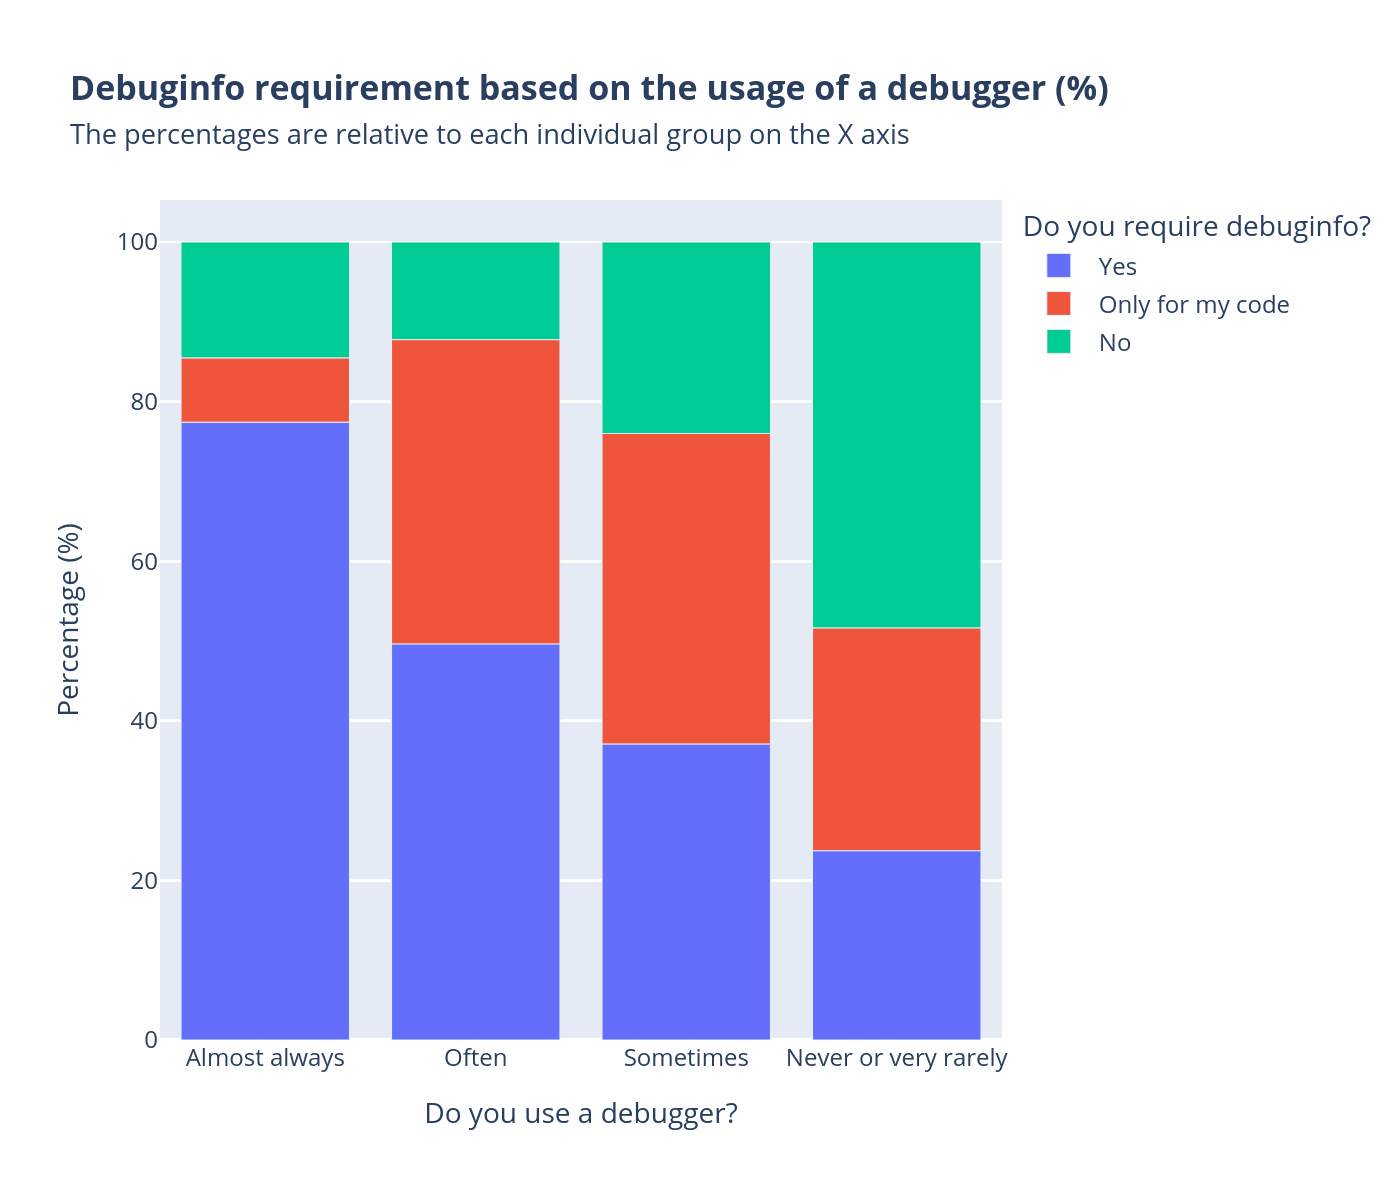 Debuginfo requirement based on the usage of a debugger (%)
The percentages are relative to each individual group on the X axis
Do you require debuginfo?
Yes
Only for my code
No
Percentage (%)
100
80
60
40
20
0
Almost always
Often
Sometimes
Never or very rarely
Do you use a debugger?